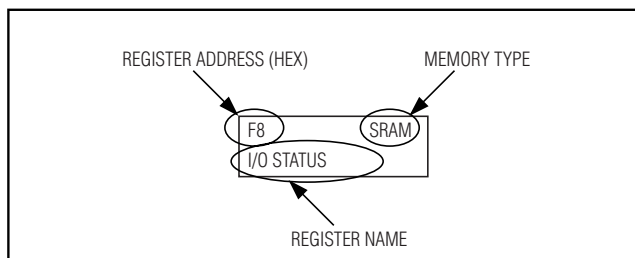 REGISTER ADDRESS (HEX)
MEMORY TYPE
F8
SRAM
I/O STATUS
REGISTER NAME